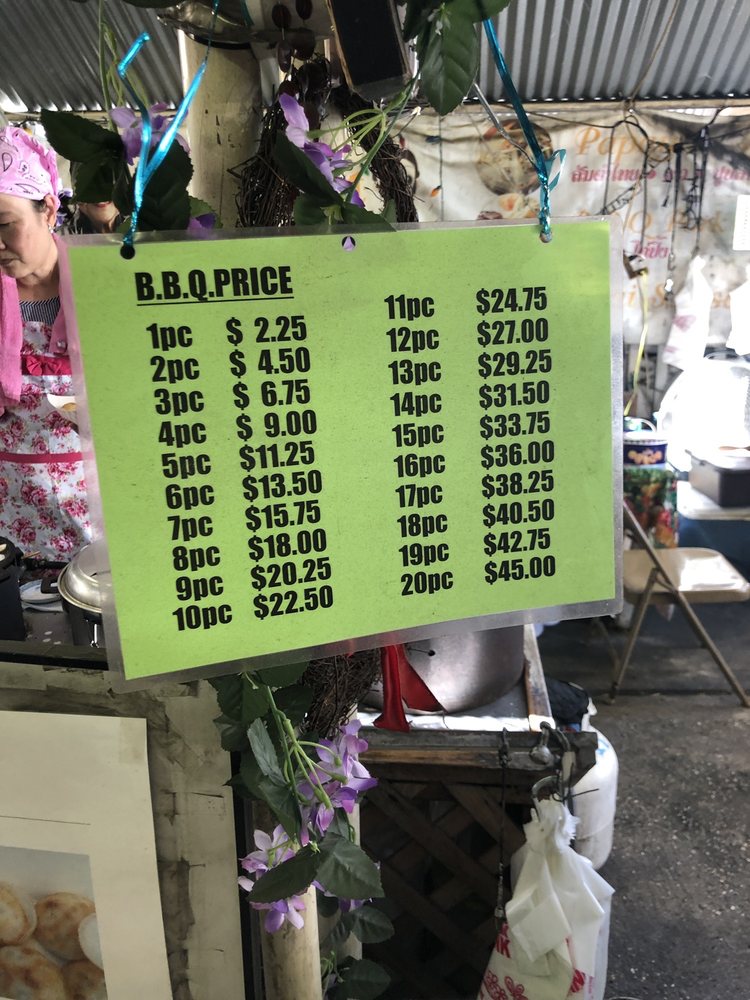 B.B.Q.PRICE
1pc $ 2.25
2pc $ 4.50
3pc $ 6.75
4pc $ 9.00
5pc $11.25
6pc $13.50
7pc $15.75
8pc $18.00
9pc $20.25
10pc $22.50
11pc $24.75
12pc $27.00
13pc $29.25
14pc $31.50
15pc $33.75
16pc $36.00
17pc $38.25
18pc $40.50
19pc $42.75
20pc $45.00